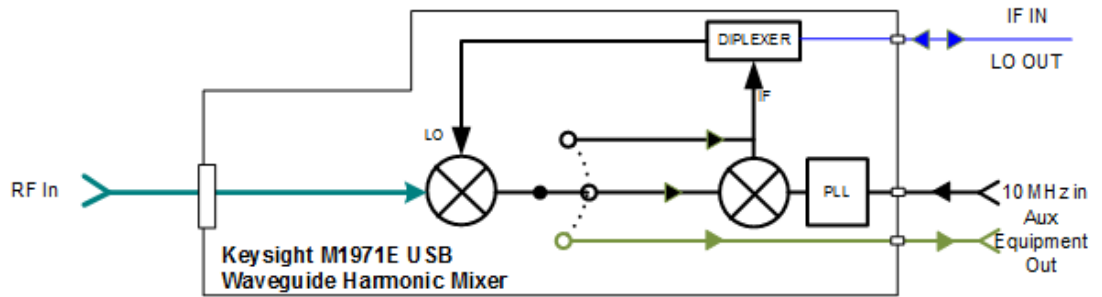 IF IN
DIPLEXER
LO OUT
IF
LO
RF In
PLL
10 MHz in
Aux
Equipment
Out
Keysight M1971E USB
Waveguide Harmonic Mixer